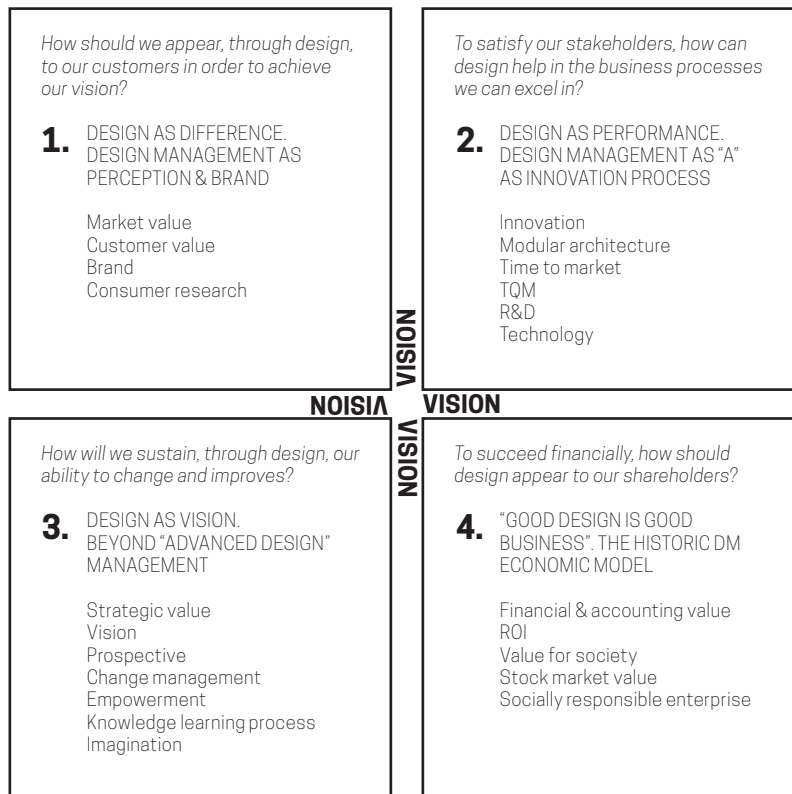 How should we appear, through design,
to our customers in order to achieve
our vision?
1. DESIGN AS DIFFERENCE.
DESIGN MANAGEMENT AS
PERCEPTION & BRAND
Market value
Customer value
Brand
Consumer research
To satisfy our stakeholders, how can
design help in the business processes
we can excel in?
2. DESIGN AS PERFORMANCE.
DESIGN MANAGEMENT AS “A”
AS INNOVATION PROCESS
Innovation
Modular architecture
Time to market
TQM
R&D
Technology
VISION
VISION
VISION
VISION
How will we sustain, through design, our
ability to change and improves?
3. DESIGN AS VISION.
BEYOND “ADVANCED DESIGN”
MANAGEMENT
Strategic value
Vision
Prospective
Change management
Empowerment
Knowledge learning process
Imagination
To succeed financially, how should
design appear to our shareholders?
4. “GOOD DESIGN IS GOOD
BUSINESS”. THE HISTORIC DM
ECONOMIC MODEL
Financial & accounting value
ROI
Value for society
Stock market value
Socially responsible enterprise